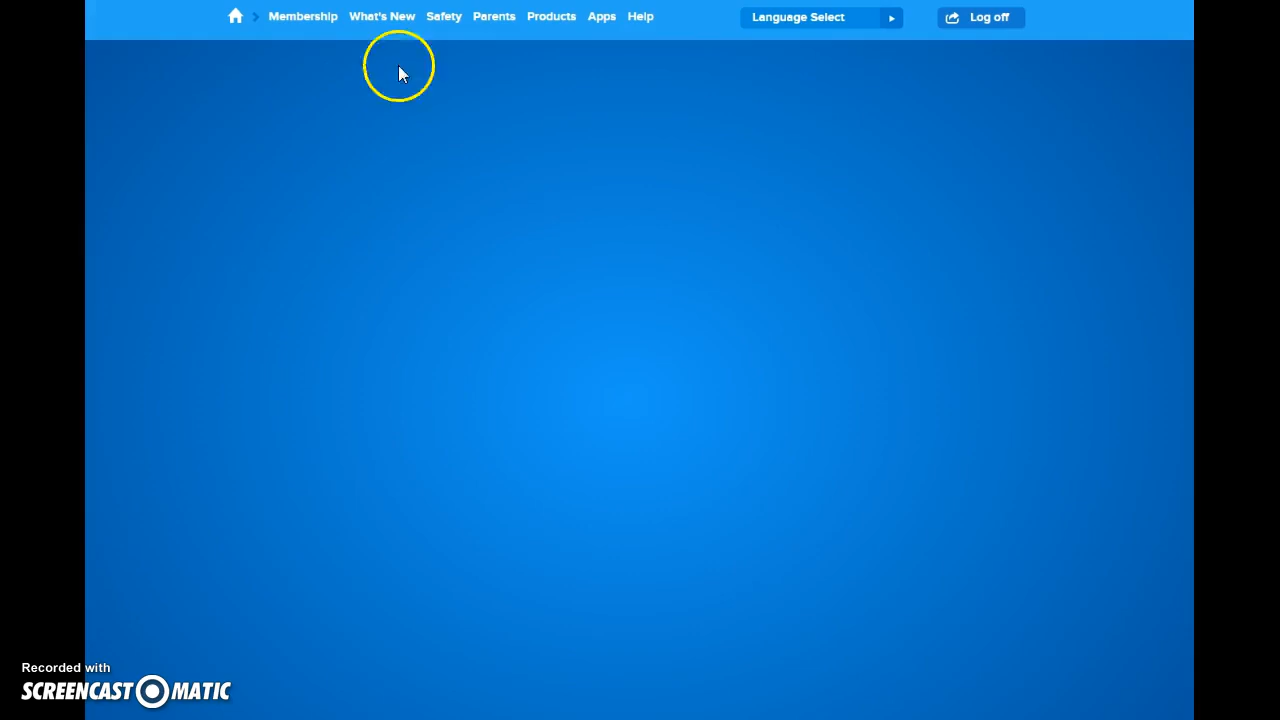 Membership What's New Safety Parents Products Apps Help Language Select Log off
Recorded with
SCREENCAST MATIC